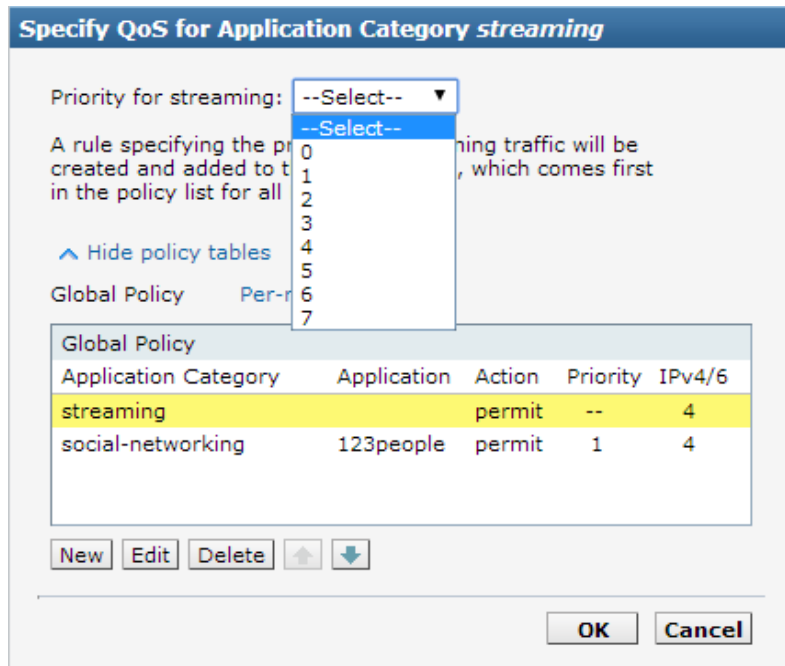 Specify QoS for Application Category streaming
Priority for streaming: --Select-- ▼
--Select--
0
1
2
3
4
5
6
7
A rule specifying the pr ning traffic will be
created and added to t , which comes first
in the policy list for all
Hide policy tables
Global Policy Per-r
Global Policy
Application Category Application Action Priority IPv4/6
streaming permit -- 4
social-networking 123people permit 1 4
New Edit Delete
OK Cancel